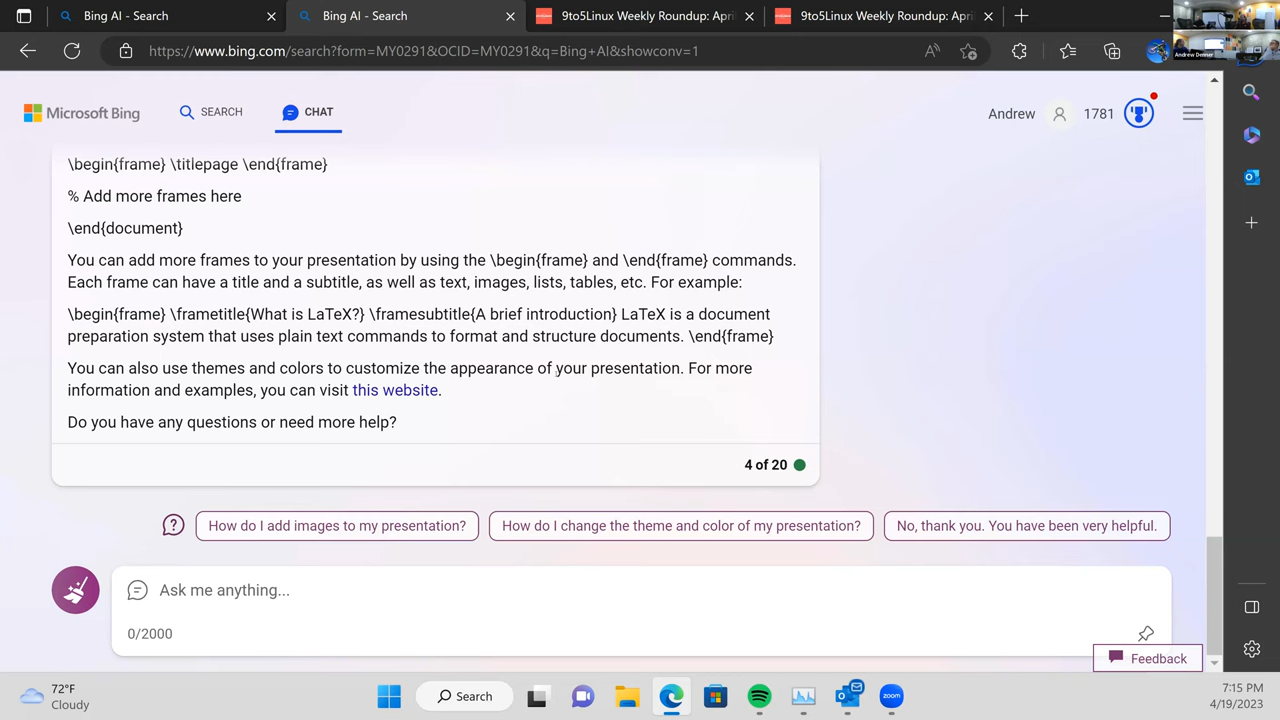 Bing AI - Search
Bing AI - Search
9to5Linux Weekly Roundup: Apri
9to5Linux Weekly Roundup: Apri
https://www.bing.com/search?form=MY0291&OCID=MY0291&q=Bing+AI&showconv=1
Andrew Denner
Microsoft Bing
SEARCH
CHAT
Andrew
1781
\begin{frame} \titlepage \end{frame}
% Add more frames here
\end{document}
You can add more frames to your presentation by using the \begin{frame} and \end{frame} commands.
Each frame can have a title and a subtitle, as well as text, images, lists, tables, etc. For example:
\begin{frame} \frametitle{What is LaTeX?} \framesubtitle{A brief introduction} LaTeX is a document
preparation system that uses plain text commands to format and structure documents. \end{frame}
You can also use themes and colors to customize the appearance of your presentation. For more
information and examples, you can visit this website.
Do you have any questions or need more help?
4 of 20
How do I add images to my presentation?
How do I change the theme and color of my presentation?
No, thank you. You have been very helpful.
Ask me anything...
0/2000
Feedback
72°F
Cloudy
Search
zoom
7:15 PM
4/19/2023